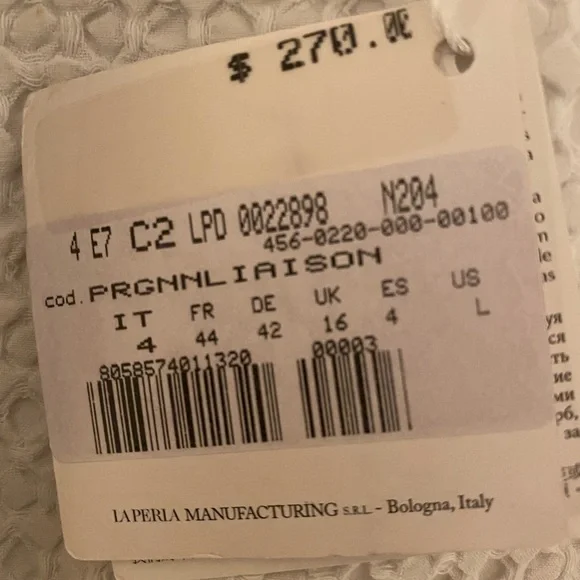 $ 270.00
4 E7 C2 LPD 0022898 N204
456-0220-000-00100
cod. PRGNNLIAISON
IT FR DE UK ES US
4 44 42 16 4 L
8058574011320 00003
LA PERLA MANUFACTURING S.R.L. - Bologna, Italy